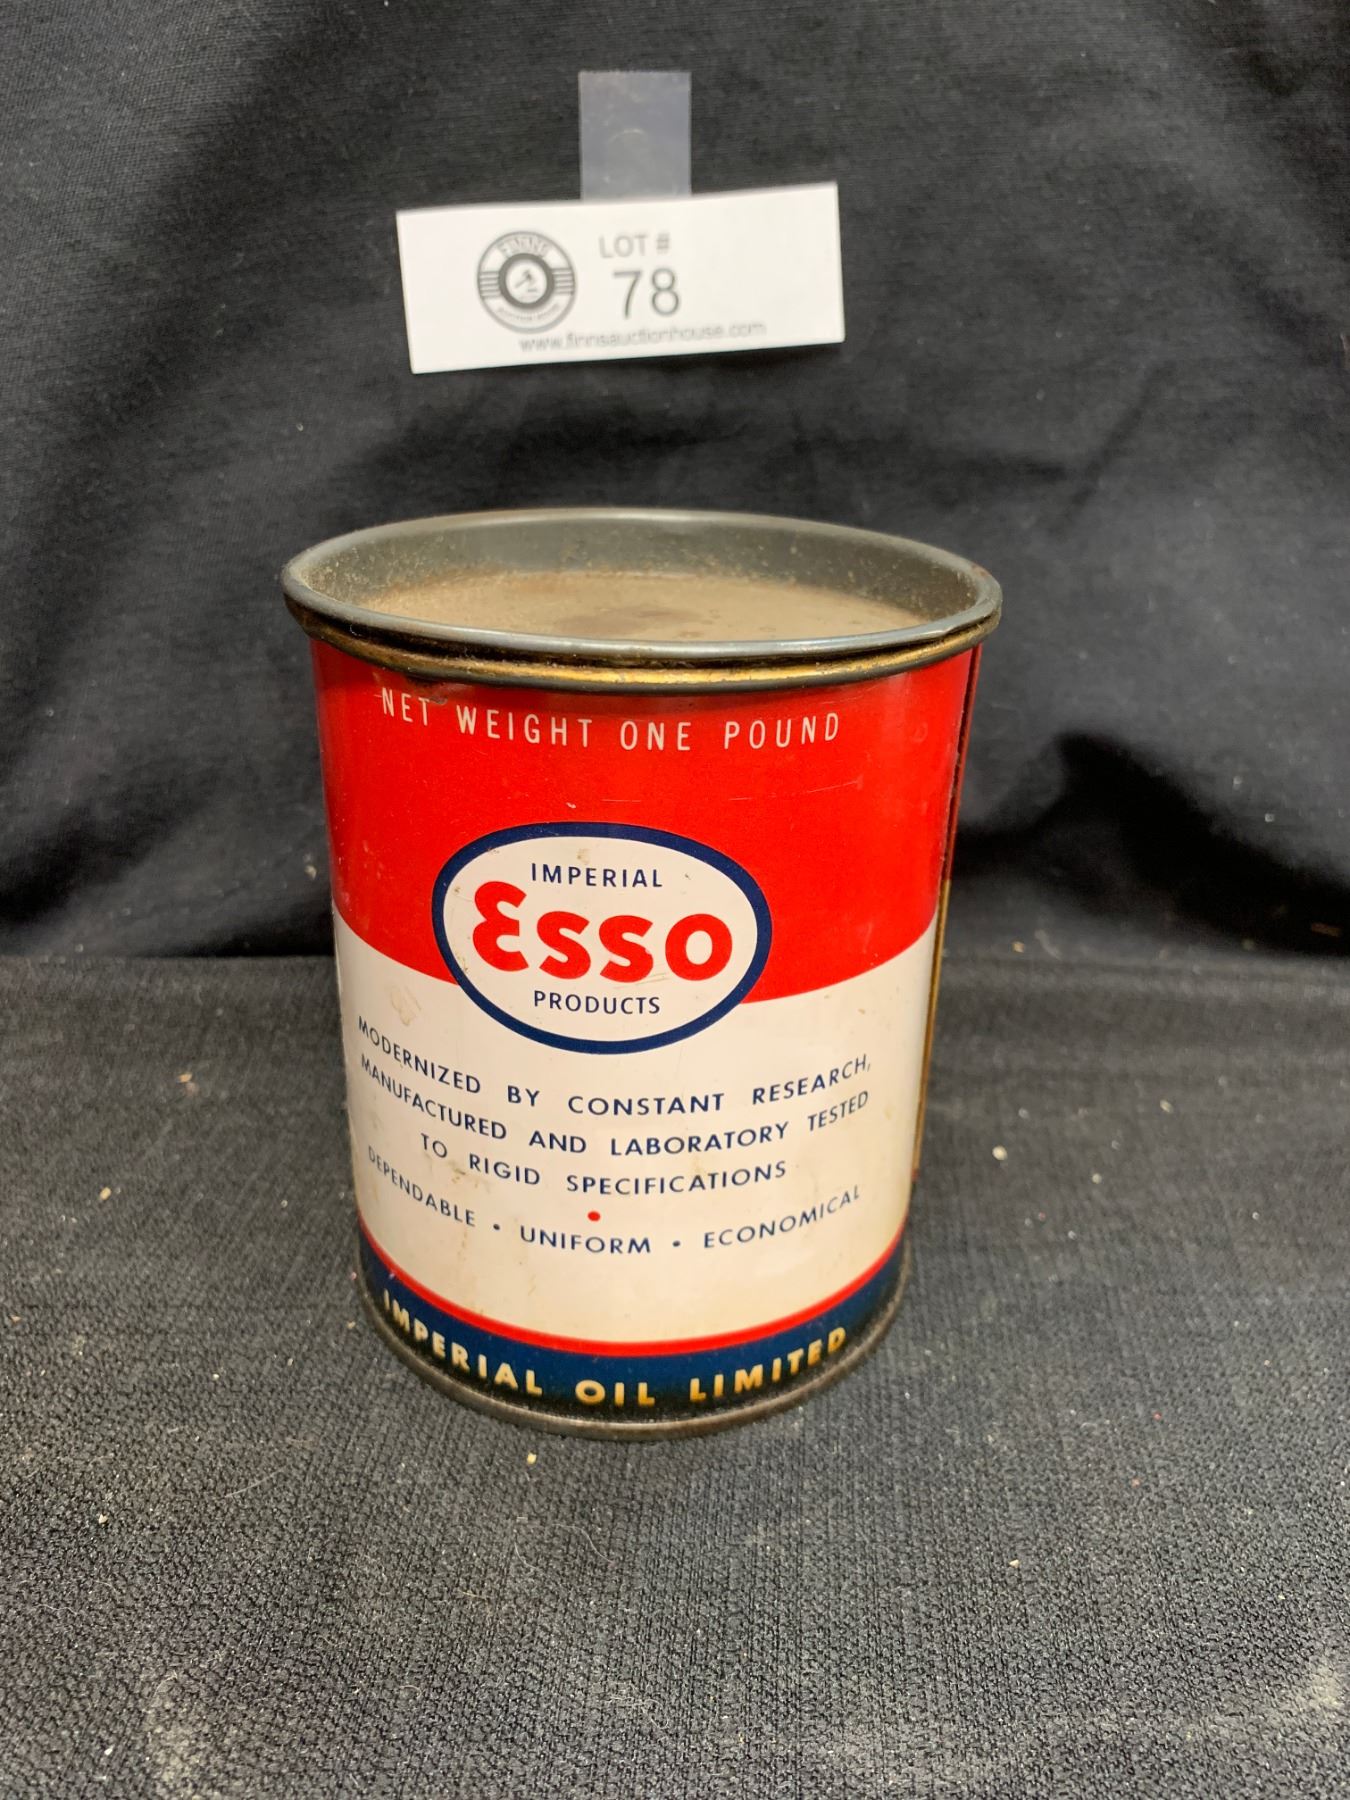 FINNS
LOT #
78
www.finnsauctionhouse.com
NET WEIGHT ONE POUND
IMPERIAL
Esso
PRODUCTS
MODERNIZED BY CONSTANT RESEARCH,
MANUFACTURED AND LABORATORY TESTED
TO RIGID SPECIFICATIONS
•
DEPENDABLE • UNIFORM • ECONOMICAL
IMPERIAL OIL LIMITED